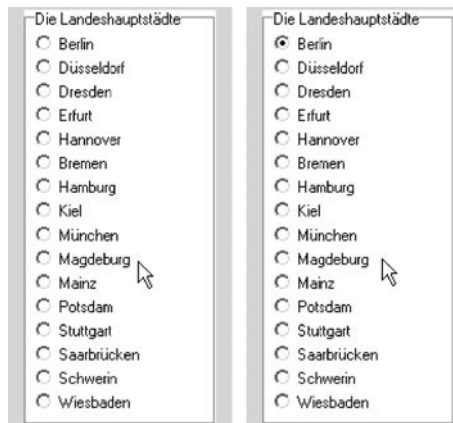 Die Landeshauptstädte
Berlin
Düsseldorf
Dresden
Erfurt
Hannover
Bremen
Hamburg
Kiel
München
Magdeburg
Mainz
Potsdam
Stuttgart
Saarbrücken
Schwerin
Wiesbaden
Die Landeshauptstädte
Berlin
Düsseldorf
Dresden
Erfurt
Hannover
Bremen
Hamburg
Kiel
München
Magdeburg
Mainz
Potsdam
Stuttgart
Saarbrücken
Schwerin
Wiesbaden